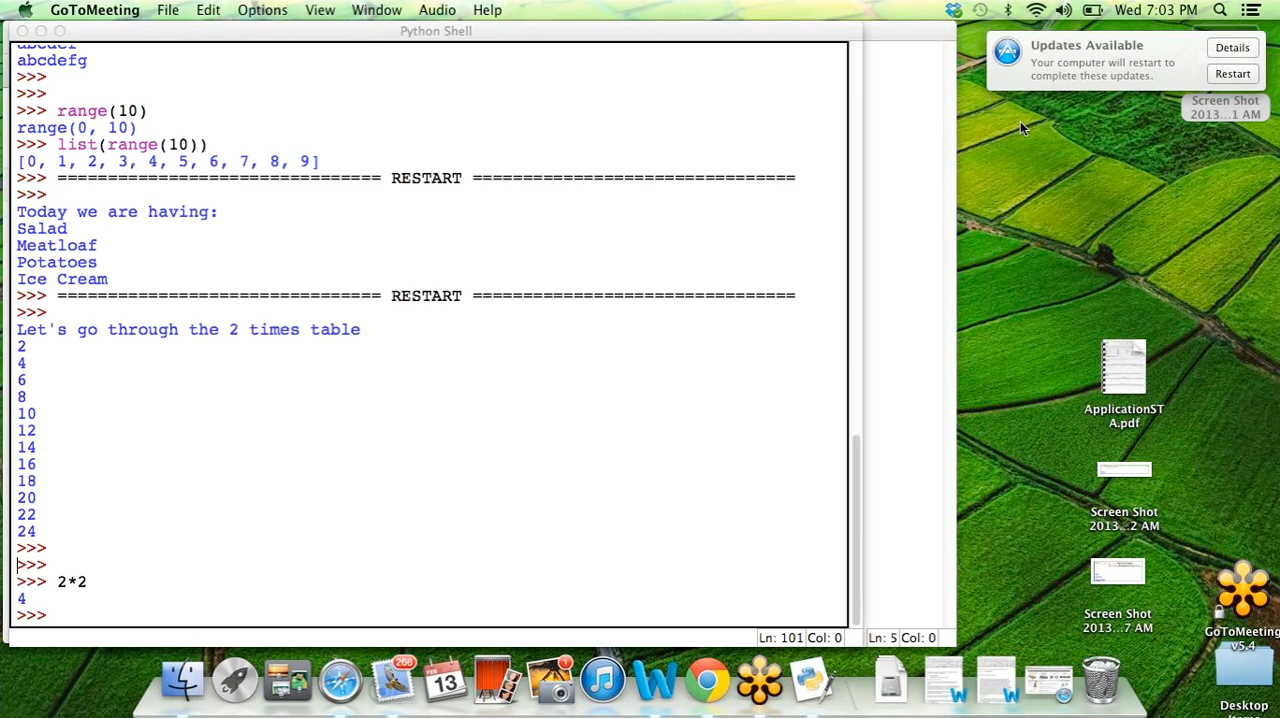 GoToMeeting File Edit Options View Window Audio Help Wed 7:03 PM
Python Shell
abcdef
abcdefg
>>>
>>>
>>> range(10)
range(0, 10)
>>> list(range(10))
[0, 1, 2, 3, 4, 5, 6, 7, 8, 9]
>>> ================================ RESTART ================================
>>>
Today we are having:
Salad
Meatloaf
Potatoes
Ice Cream
>>> ================================ RESTART ================================
>>>
Let's go through the 2 times table
2
4
6
8
10
12
14
16
18
20
22
24
>>>
>>>
>>> 2*2
4
>>>
Ln: 101 Col: 0
Ln: 5 Col: 0
Updates Available
Your computer will restart to
complete these updates.
Details
Restart
Screen Shot
2013...1 AM
ApplicationST
A.pdf
Screen Shot
2013...2 AM
Screen Shot
2013...7 AM
GoToMeeting
v5.4
Desktop
266
FEB
13
1
W
W
W